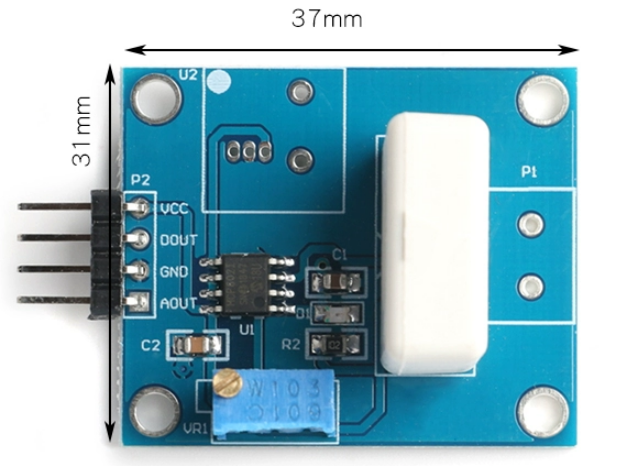 37mm
31mm
U2
P2
P1
VCC
DOUT
GND
AOUT
C1
D1
U1
C2
R2
W103
VR1